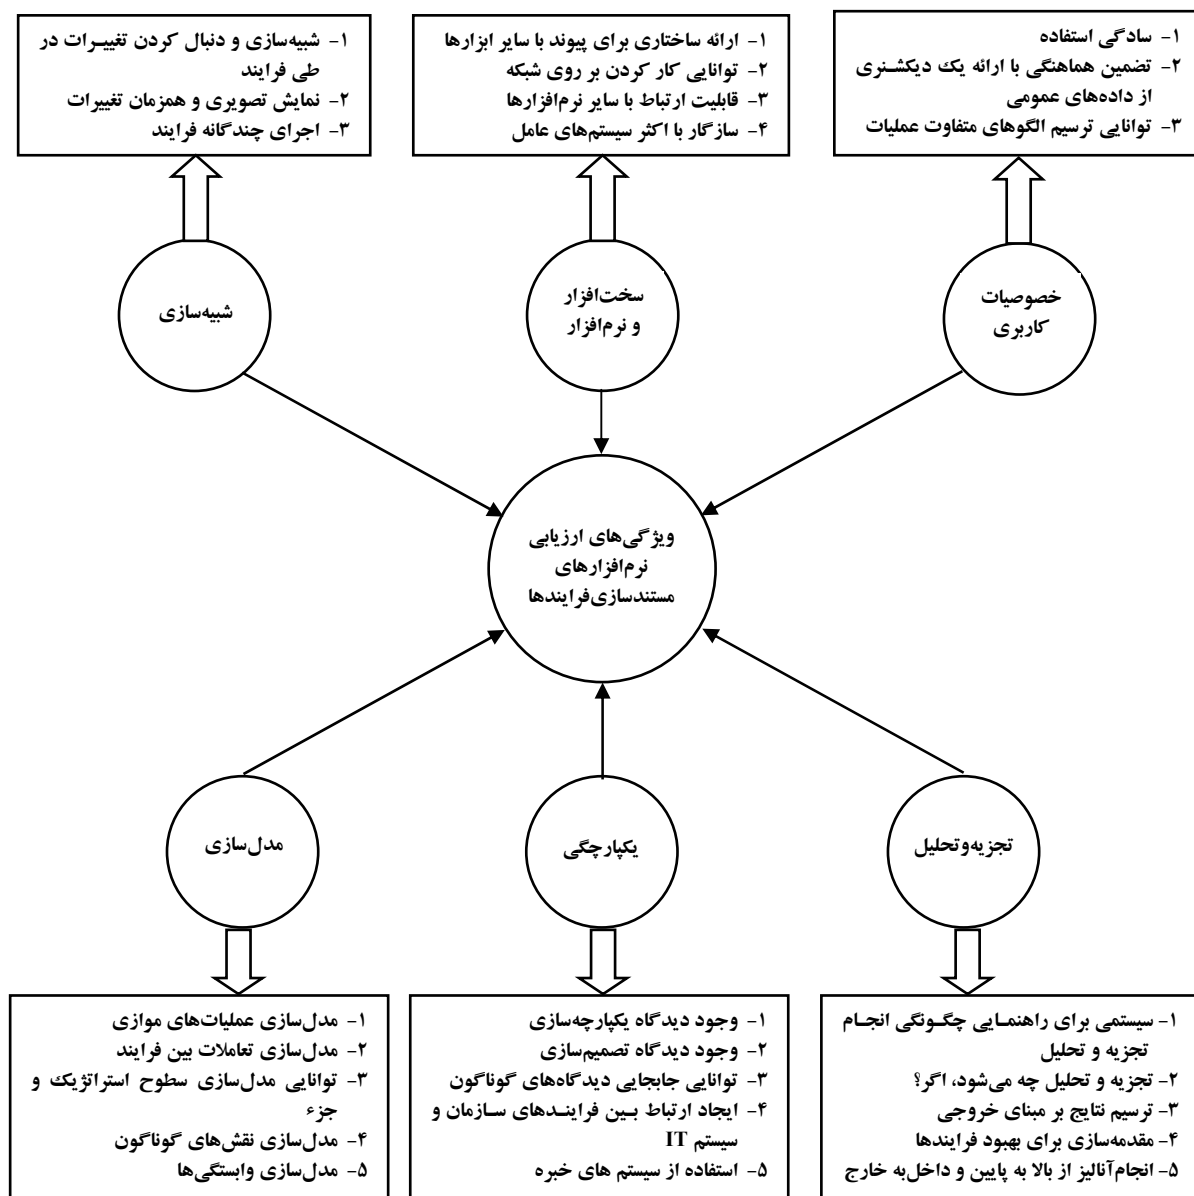 ۱- سادگی استفاده
۲- تضمین هماهنگی با ارائه یک دیکشنری
از داده‌های عمومی
۳- توانایی ترسیم الگوهای متفاوت عملیات
۱- ارائه ساختاری برای پیوند با سایر ابزارها
۲- توانایی کار کردن بر روی شبکه
۳- قابلیت ارتباط با سایر نرم‌افزارها
۴- سازگار با اکثر سیستم‌های عامل
۱- شبیه‌سازی و دنبال کردن تغییرات در
طی فرایند
۲- نمایش تصویری و همزمان تغییرات
۳- اجرای چندگانه فرایند
خصوصیات
کاربری
سخت‌افزار
و نرم‌افزار
شبیه‌سازی
ویژگی‌های ارزیابی
نرم‌افزارهای
مستندسازی‌فرایندها
تجزیه‌وتحلیل
یکپارچگی
مدل‌سازی
۱- سیستمی برای راهنمایی چگونگی انجام
تجزیه و تحلیل
۲- تجزیه و تحلیل چه می‌شود، اگر؟
۳- ترسیم نتایج بر مبنای خروجی
۴- مقدمه‌سازی برای بهبود فرایندها
۵- انجام‌آنالیز از بالا به پایین و داخل‌به خارج
۱- وجود دیدگاه یکپارچه‌سازی
۲- وجود دیدگاه تصمیم‌سازی
۳- توانایی جابجایی دیدگاه‌های گوناگون
۴- ایجاد ارتباط بین فرایندهای سازمان و
سیستم IT
۵- استفاده از سیستم های خبره
۱- مدل‌سازی عملیات‌های موازی
۲- مدل‌سازی تعاملات بین فرایند
۳- توانایی مدل‌سازی سطوح استراتژیک و
جزء
۴- مدل‌سازی نقش‌های گوناگون
۵- مدل‌سازی وابستگی‌ها